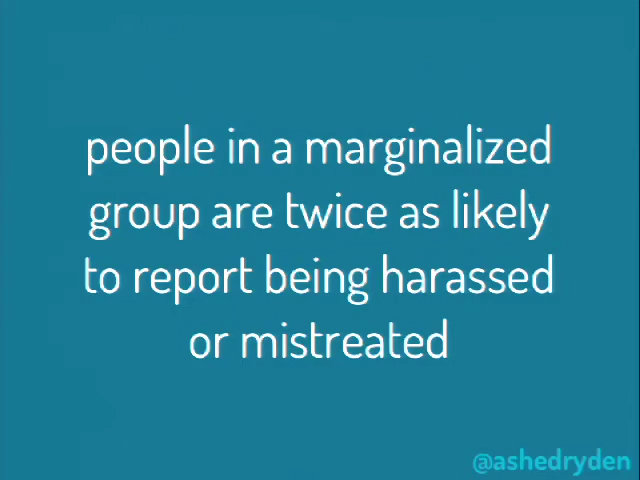 people in a marginalized
group are twice as likely
to report being harassed
or mistreated
@ashedryden